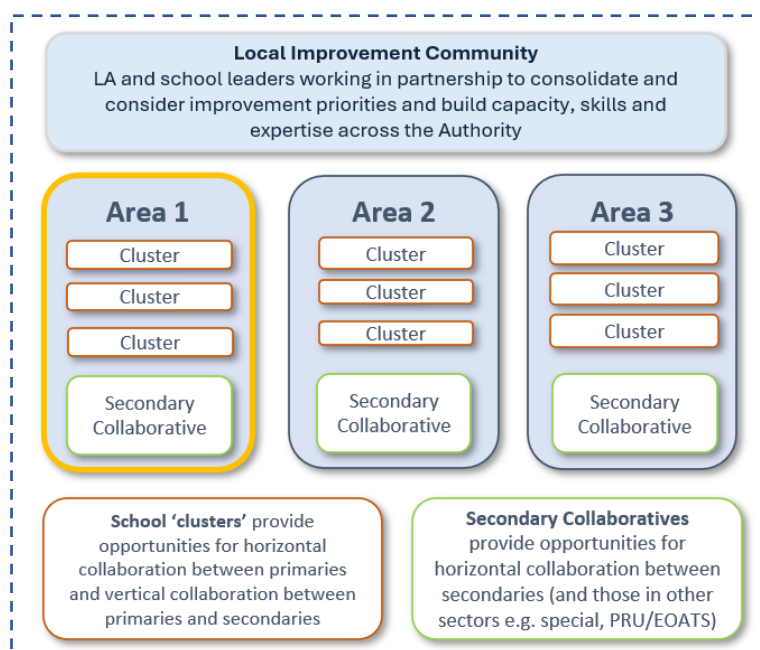 Local Improvement Community
LA and school leaders working in partnership to consolidate and
consider improvement priorities and build capacity, skills and
expertise across the Authority
Area 1
Cluster
Cluster
Cluster
Secondary
Collaborative
Area 2
Cluster
Cluster
Cluster
Secondary
Collaborative
Area 3
Cluster
Cluster
Cluster
Secondary
Collaborative
School ‘clusters’ provide
opportunities for horizontal
collaboration between primaries
and vertical collaboration between
primaries and secondaries
Secondary Collaboratives
provide opportunities for
horizontal collaboration between
secondaries (and those in other
sectors e.g. special, PRU/EOATS)